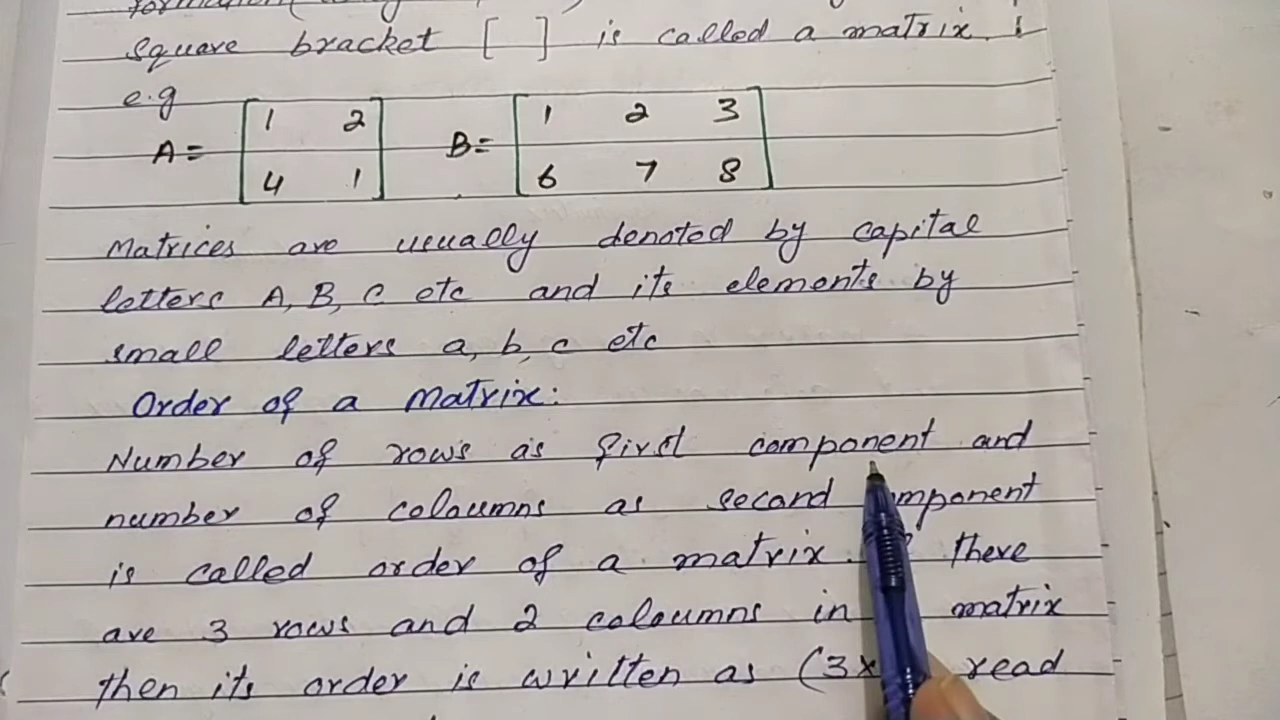 square bracket [ ] is called a matrix.
e.g
A = [ 1 2
4 1 ] B = [ 1 2 3
6 7 8 ]
Matrices are usually denoted by capital
letters A, B, C etc and its elements by
small letters a, b, c etc
Order of a Matrix:
Number of rows as first component and
number of coloumns as second mponent
is called order of a matrix. there
are 3 rows and 2 coloumns in matrix
then its order is written as (3x read